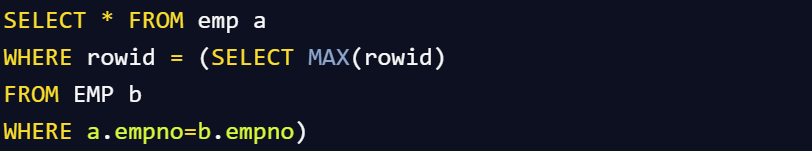 SELECT * FROM emp a
WHERE rowid = (SELECT MAX(rowid)
FROM EMP b
WHERE a.empno=b.empno)